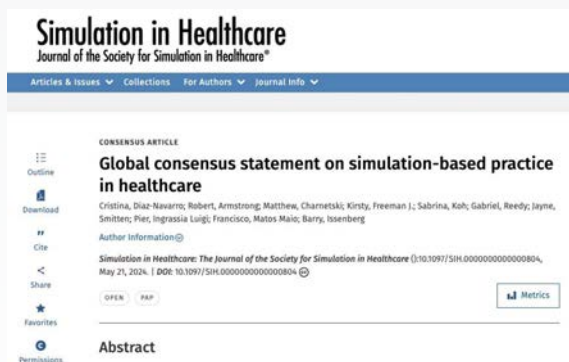 Simulation in Healthcare
Journal of the Society for Simulation in Healthcare®
Articles & Issues Collections For Authors Journal Info
CONSENSUS ARTICLE
Global consensus statement on simulation-based practice
in healthcare
Cristina, Diaz-Navarro; Robert, Armstrong; Matthew, Charnetski; Kirsty, Freeman J.; Sabrina, Koh; Gabriel, Reedy; Jayne,
Smitten; Pier, Ingrassia Luigi; Francisco, Matos Maio; Barry, Issenberg
Author Information
Simulation in Healthcare: The Journal of the Society for Simulation in Healthcare ():10.1097/SIH.0000000000000804,
May 21, 2024. | DOI: 10.1097/SIH.0000000000000804
OPEN PAP
Metrics
Abstract
Outline
Download
Cite
Share
Favorites
Permissions